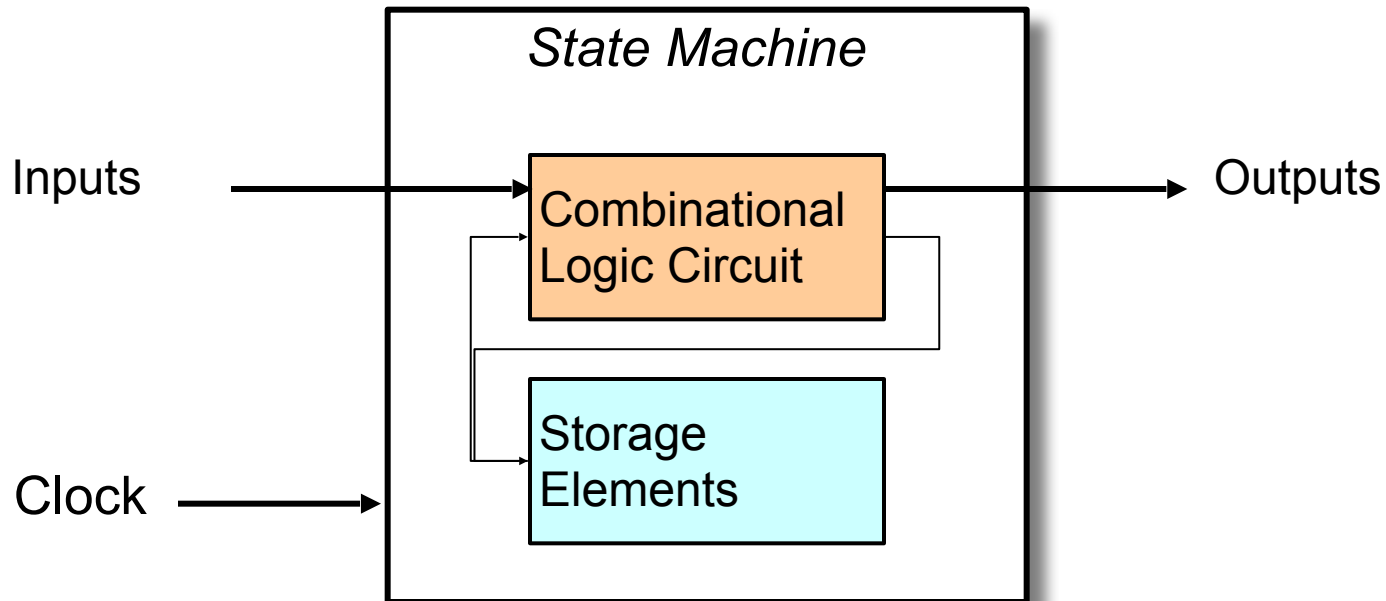 State Machine
Inputs
Combinational
Logic Circuit
Outputs
Storage
Elements
Clock